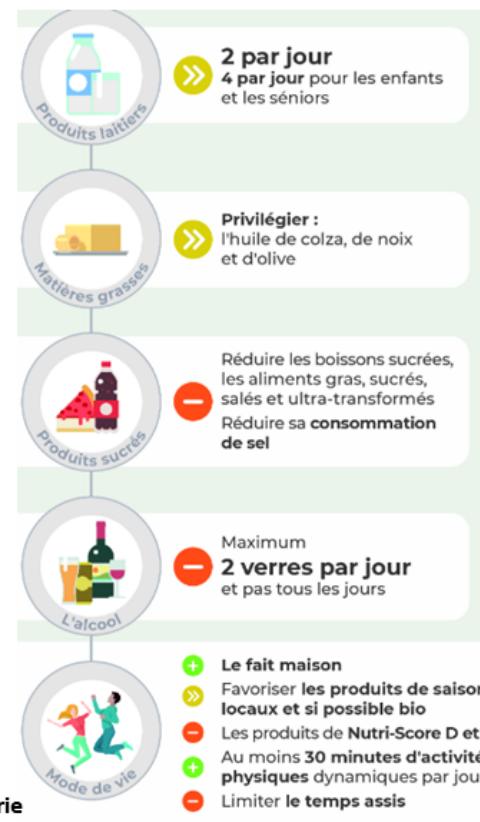 Produits laitiers
2 par jour
4 par jour pour les enfants
et les séniors
Matières grasses
Privilégier :
l'huile de colza, de noix
et d'olive
Produits sucrés
Réduire les boissons sucrées,
les aliments gras, sucrés,
salés et ultra-transformés
Réduire sa consommation
de sel
L'alcool
Maximum
2 verres par jour
et pas tous les jours
Mode de vie
Le fait maison
Favoriser les produits de saison
locaux et si possible bio
Les produits de Nutri-Score D et
Au moins 30 minutes d'activité
physiques dynamiques par jou
Limiter le temps assis
rie